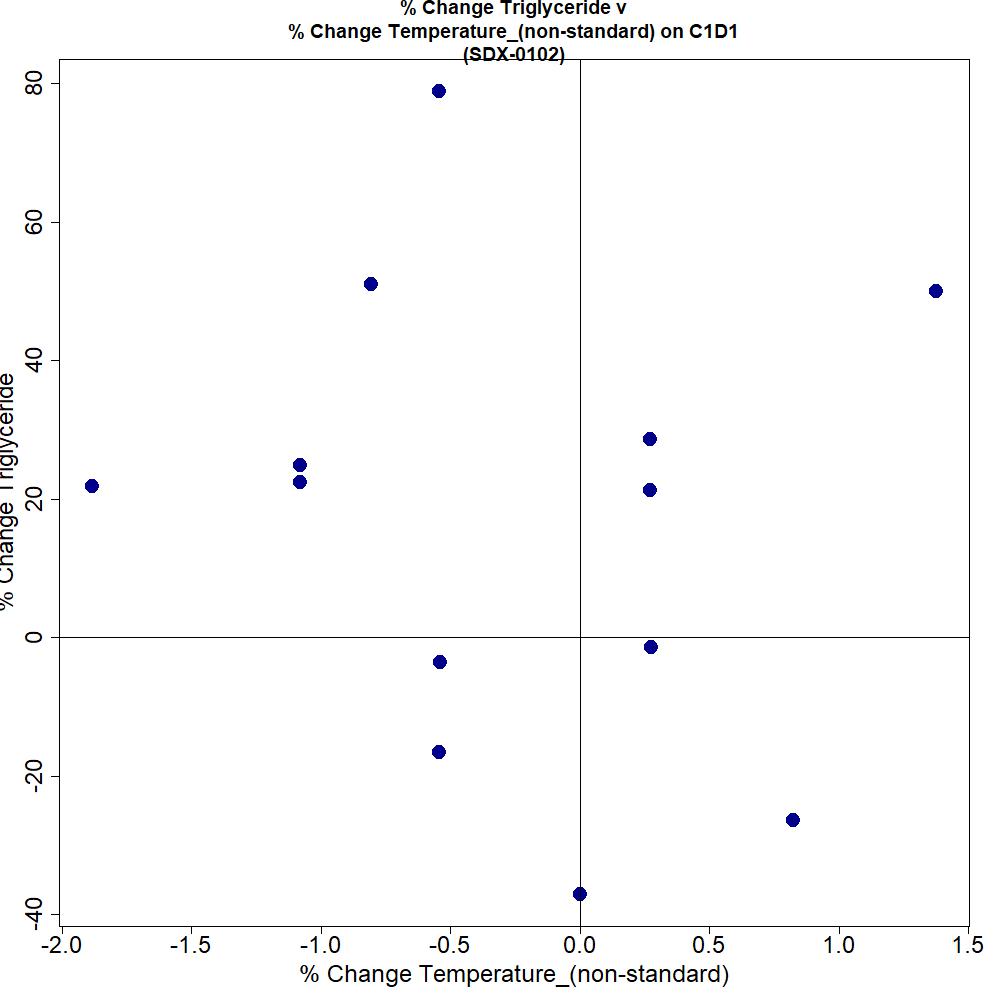 % Change Triglyceride v
% Change Temperature_(non-standard) on C1D1
(SDX-0102)
80
60
40
20
0
-20
-40
% Change Triglyceride
-2.0 -1.5 -1.0 -0.5 0.0 0.5 1.0 1.5
% Change Temperature_(non-standard)